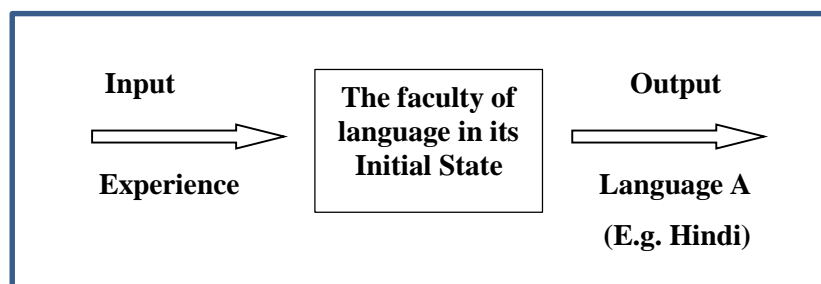 Input
Experience
The faculty of
language in its
Initial State
Output
Language A
(E.g. Hindi)